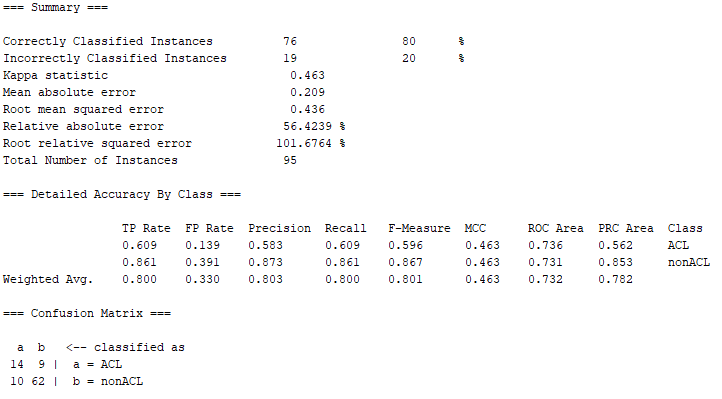 === Summary ===
Correctly Classified Instances 76 80 %
Incorrectly Classified Instances 19 20 %
Kappa statistic 0.463
Mean absolute error 0.209
Root mean squared error 0.436
Relative absolute error 56.4239 %
Root relative squared error 101.6764 %
Total Number of Instances 95
=== Detailed Accuracy By Class ===
TP Rate FP Rate Precision Recall F-Measure MCC ROC Area PRC Area Class
0.609 0.139 0.583 0.609 0.596 0.463 0.736 0.562 ACL
0.861 0.391 0.873 0.861 0.867 0.463 0.731 0.853 nonACL
Weighted Avg. 0.800 0.330 0.803 0.800 0.801 0.463 0.732 0.782
=== Confusion Matrix ===
a b <-- classified as
14 9 | a = ACL
10 62 | b = nonACL